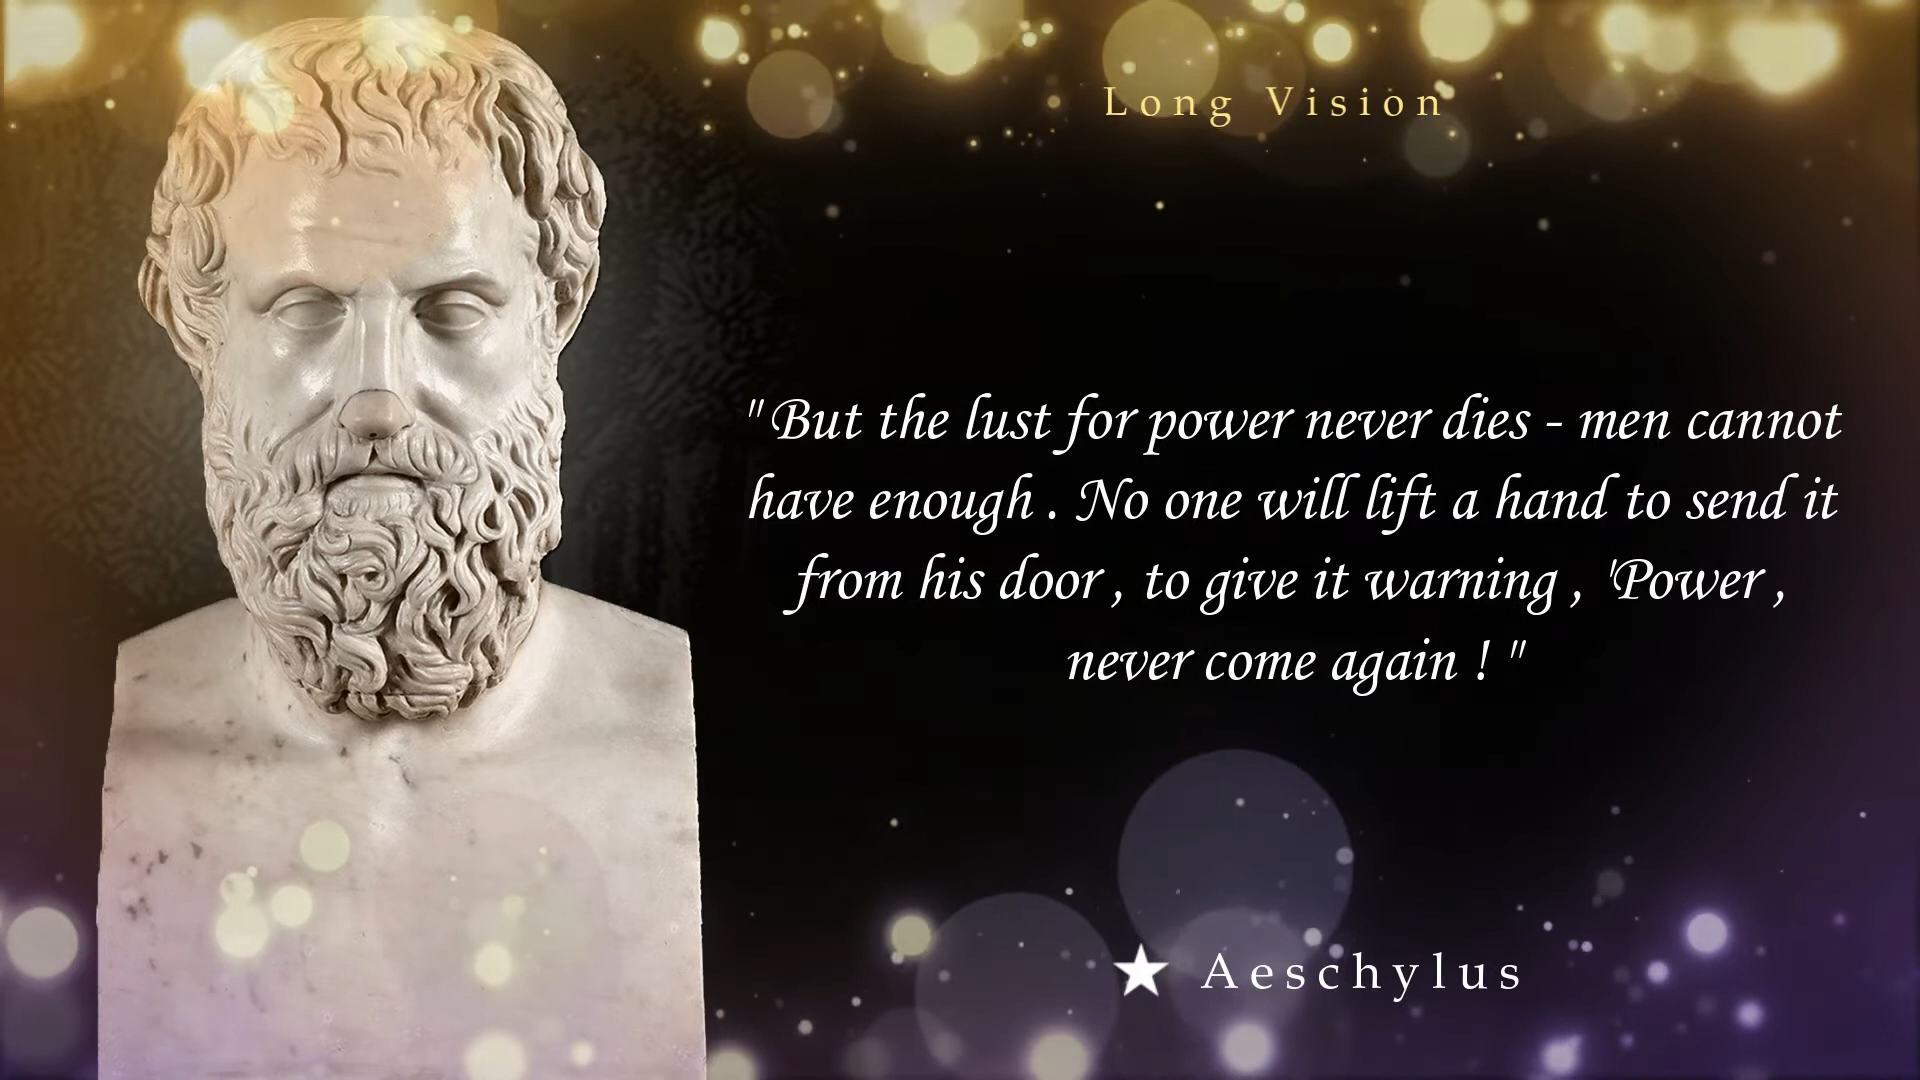 Long Vision
" But the lust for power never dies - men cannot
have enough . No one will lift a hand to send it
from his door , to give it warning , 'Power ,
never come again ! "
★ Aeschylus